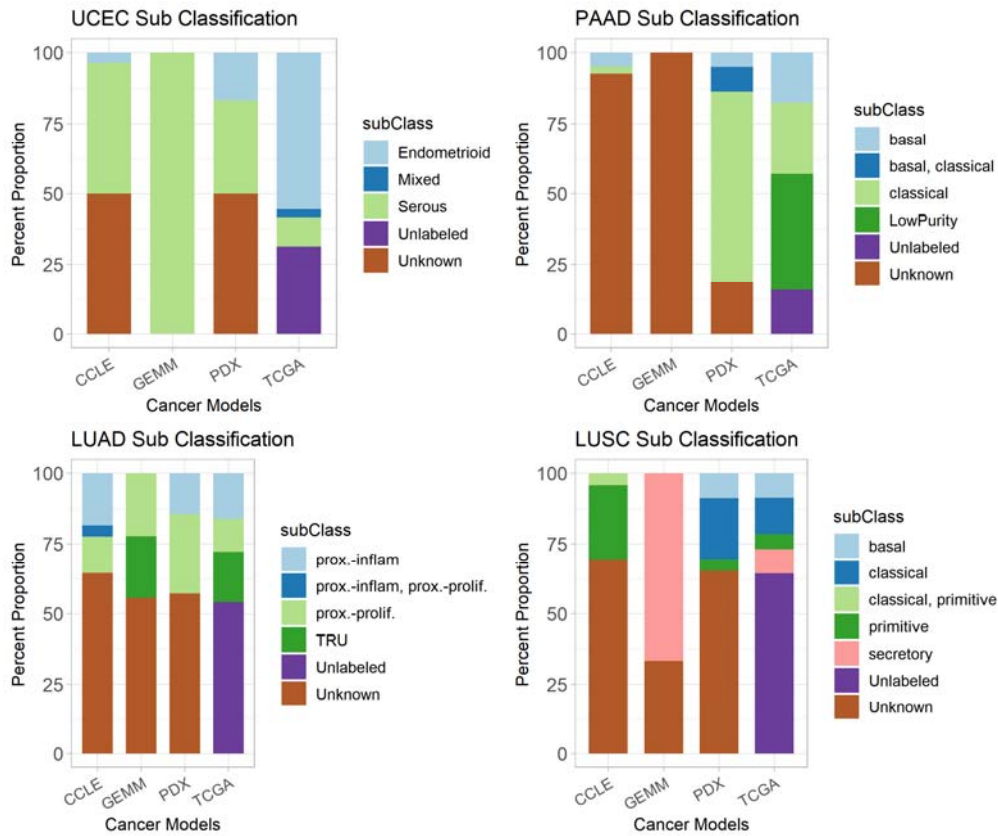 UCEC Sub Classification
Percent Proportion
100
75
50
25
0
CCLE
GEMM
PDX
TCGA
Cancer Models
subClass
Endometrioid
Mixed
Serous
Unlabeled
Unknown
PAAD Sub Classification
Percent Proportion
100
75
50
25
0
CCLE
GEMM
PDX
TCGA
Cancer Models
subClass
basal
basal, classical
classical
LowPurity
Unlabeled
Unknown
LUAD Sub Classification
Percent Proportion
100
75
50
25
0
CCLE
GEMM
PDX
TCGA
Cancer Models
subClass
prox.-inflam
prox.-inflam, prox.-prolif.
prox.-prolif.
TRU
Unlabeled
Unknown
LUSC Sub Classification
Percent Proportion
100
75
50
25
0
CCLE
GEMM
PDX
TCGA
Cancer Models
subClass
basal
classical
classical, primitive
primitive
secretory
Unlabeled
Unknown